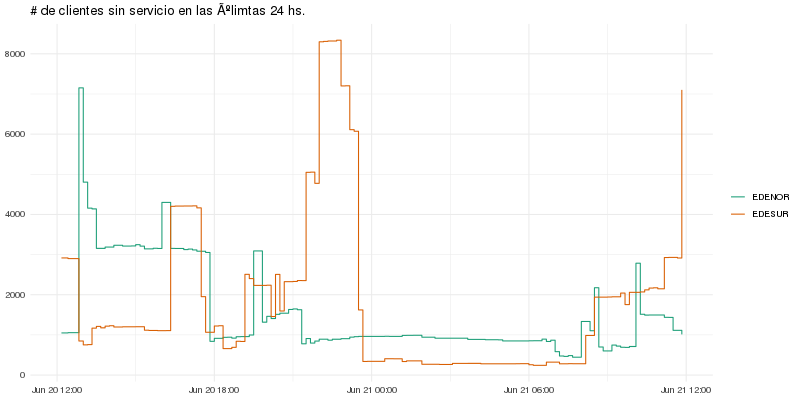 # de clientes sin servicio en las Ãºlimtas 24 hs.
8000
6000
4000
2000
0
Jun 20 12:00
Jun 20 18:00
Jun 21 00:00
Jun 21 06:00
Jun 21 12:00
EDENOR
EDESUR